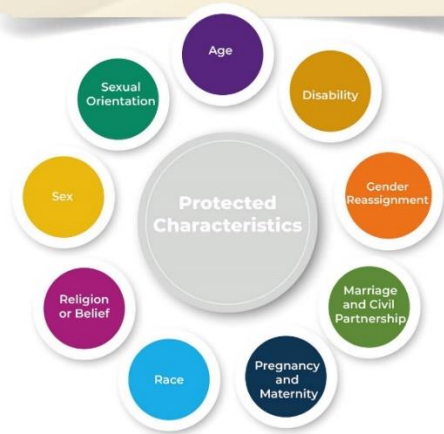 Age
Disability
Gender
Reassignment
Marriage
and Civil
Partnership
Pregnancy
and
Maternity
Race
Religion
or Belief
Sex
Sexual
Orientation
Protected
Characteristics